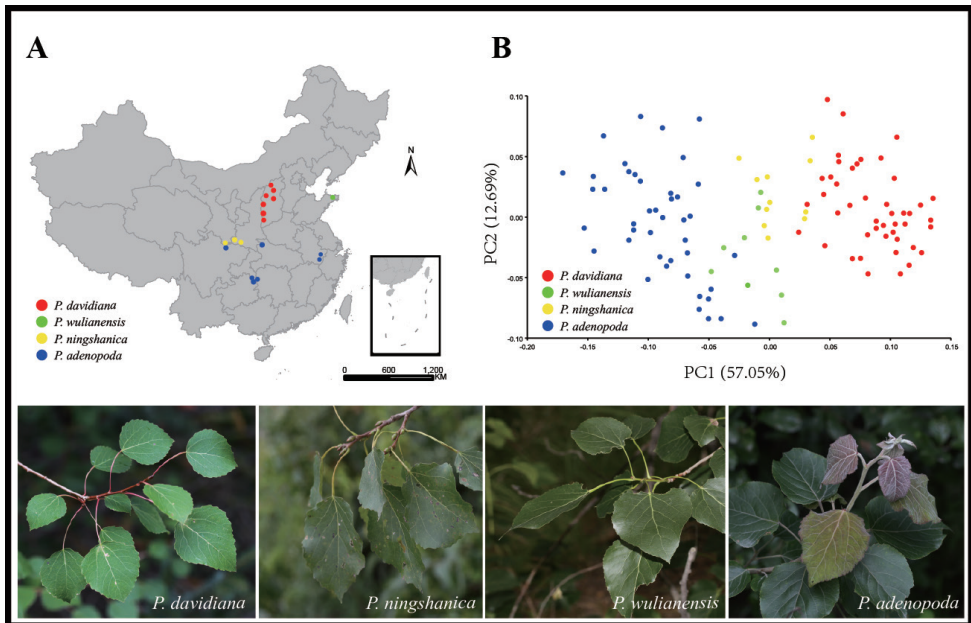 A
N
P. davidiana
P. wulianensis
P. ningshanica
P. adenopoda
0 600 1,200
KM
B
PC2 (12.69%)
0.10
0.05
0.00
-0.05
-0.10
P. davidiana
P. wulianensis
P. ningshanica
P. adenopoda
-0.20 -0.15 -0.10 -0.05 0.00 0.05 0.10 0.15
PC1 (57.05%)
P. davidiana
P. ningshanica
P. wulianensis
P. adenopoda